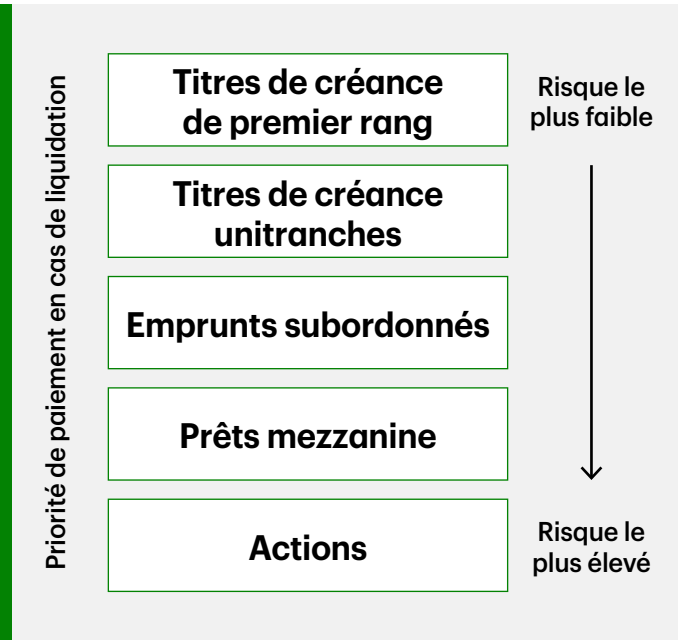 Priorité de paiement en cas de liquidation
Titres de créance
de premier rang
Risque le
plus faible
Titres de créance
unitranches
Emprunts subordonnés
Prêts mezzanine
Actions
Risque le
plus élevé